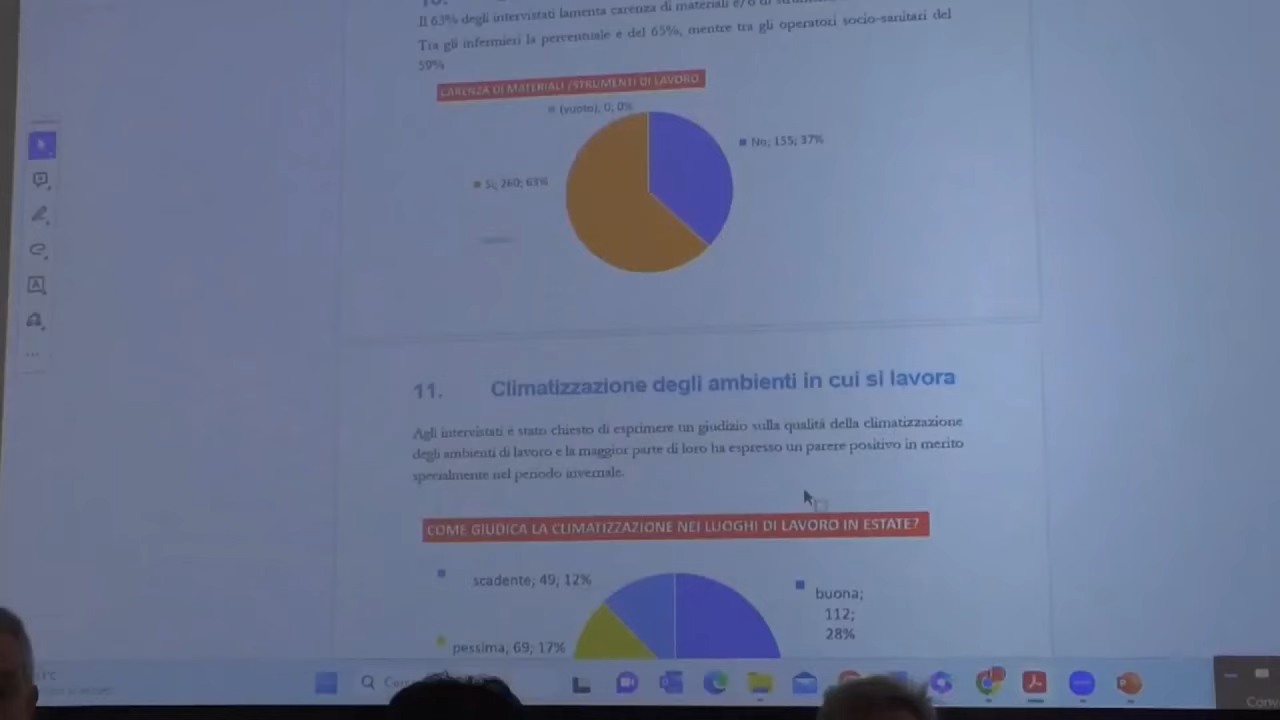 10.
Il 63% degli intervistati lamenta carenza di materiali e/o di
Tra gli infermieri la percentuale è del 65%, mentre tra gli operatori socio-sanitari del
59%
CARENZA DI MATERIALI /STRUMENTI DI LAVORO
(vuoto), 0, 0%
No; 155; 37%
Si; 260; 63%
11. Climatizzazione degli ambienti in cui si lavora
Agli intervistati è stato chiesto di esprimere un giudizio sulla qualità della climatizzazione
degli ambienti di lavoro e la maggior parte di loro ha espresso un parere positivo in merito
specialmente nel periodo invernale.
COME GIUDICA LA CLIMATIZZAZIONE NEI LUOGHI DI LAVORO IN ESTATE?
scadente; 49; 12%
buona;
112;
28%
pessima, 69; 17%